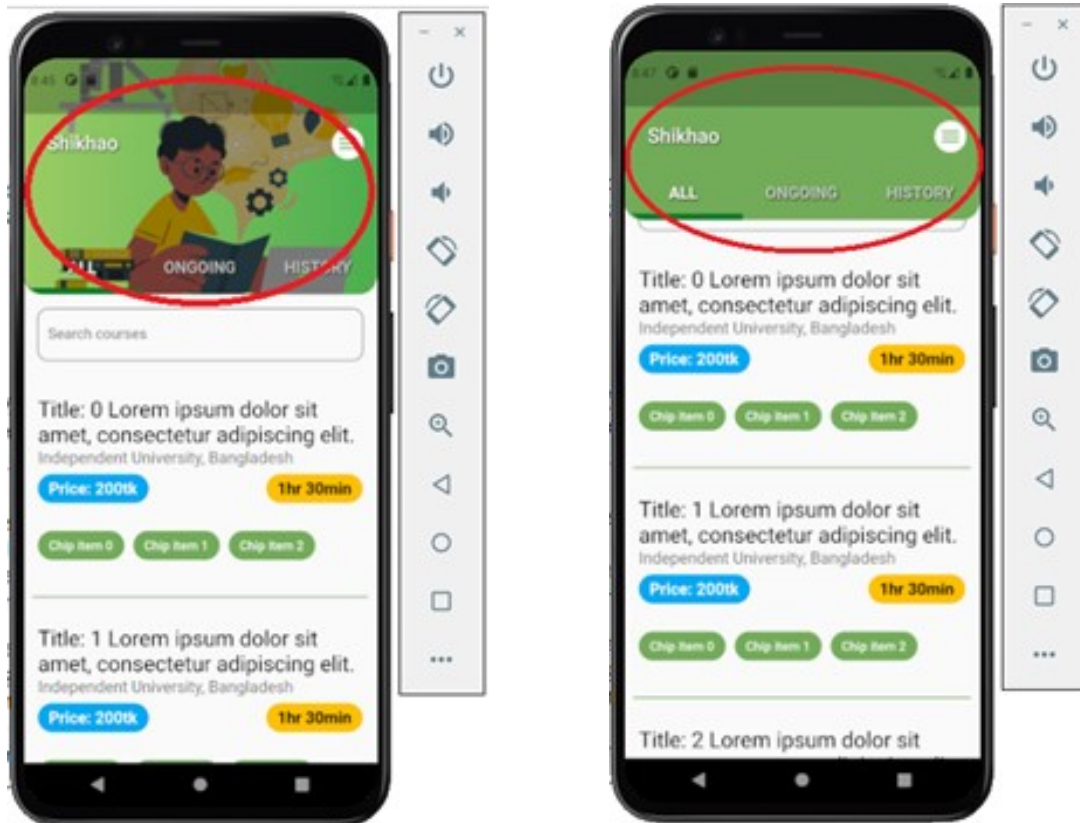 8:45
Shikhao
ALL ONGOING HISTORY
Search courses
Title: 0 Lorem ipsum dolor sit
amet, consectetur adipiscing elit.
Independent University, Bangladesh
Price: 200tk 1hr 30min
Chip Item 0 Chip Item 1 Chip Item 2
Title: 1 Lorem ipsum dolor sit
amet, consectetur adipiscing elit.
Independent University, Bangladesh
Price: 200tk 1hr 30min
8:47
Shikhao
ALL ONGOING HISTORY
Title: 0 Lorem ipsum dolor sit
amet, consectetur adipiscing elit.
Independent University, Bangladesh
Price: 200tk 1hr 30min
Chip Item 0 Chip Item 1 Chip Item 2
Title: 1 Lorem ipsum dolor sit
amet, consectetur adipiscing elit.
Independent University, Bangladesh
Price: 200tk 1hr 30min
Chip Item 0 Chip Item 1 Chip Item 2
Title: 2 Lorem ipsum dolor sit